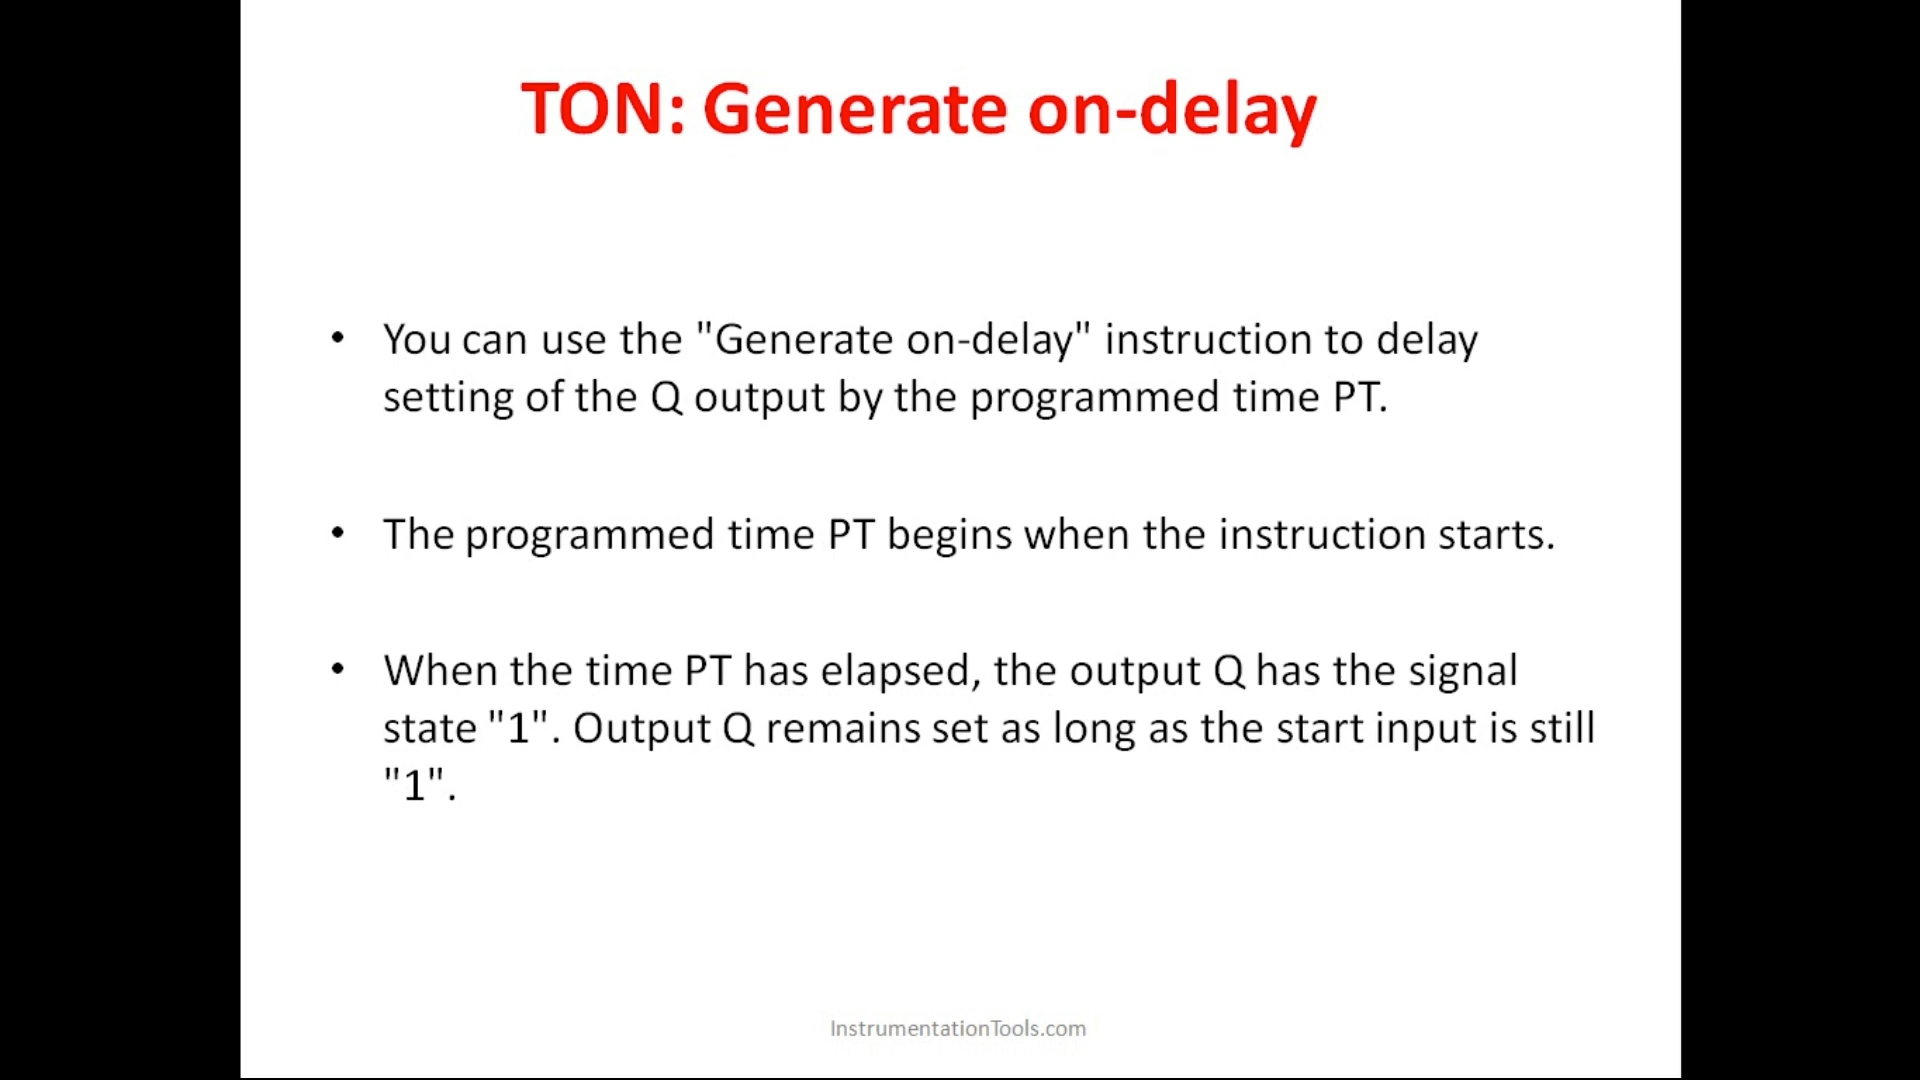 TON: Generate on-delay
• You can use the "Generate on-delay" instruction to delay
setting of the Q output by the programmed time PT.
• The programmed time PT begins when the instruction starts.
• When the time PT has elapsed, the output Q has the signal
state "1". Output Q remains set as long as the start input is still
"1".
InstrumentationTools.com